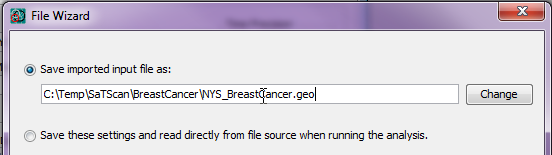 File Wizard
Save imported input file as:
C:\Temp\SaTScan\BreastCancer\NYS_BreastCancer.geo
Change
Save these settings and read directly from file source when running the analysis.